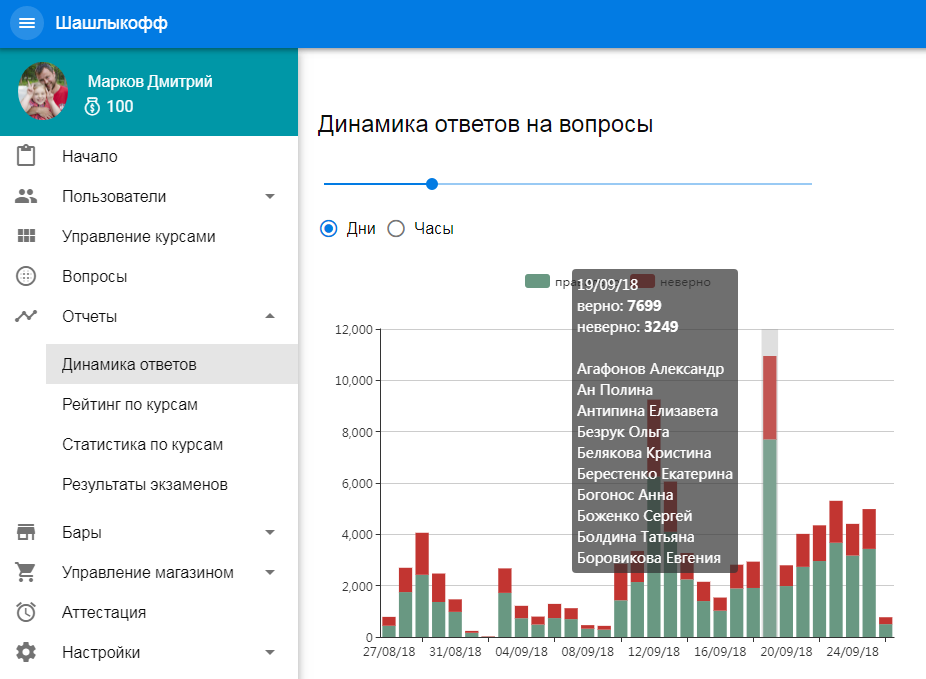 Шашлыкофф
Марков Дмитрий
100
Начало
Пользователи
Управление курсами
Вопросы
Отчеты
Динамика ответов
Рейтинг по курсам
Статистика по курсам
Результаты экзаменов
Бары
Управление магазином
Аттестация
Настройки
Динамика ответов на вопросы
Дни Часы
неверно
19/09/18
верно: 7699
неверно: 3249
Агафонов Александр
Ан Полина
Антипина Елизавета
Безрук Ольга
Белякова Кристина
Берестенко Екатерина
Богонос Анна
Боженко Сергей
Болдина Татьяна
Боровикова Евгения
12,000
10,000
8,000
6,000
4,000
2,000
0
27/08/18 31/08/18 04/09/18 08/09/18 12/09/18 16/09/18 20/09/18 24/09/18